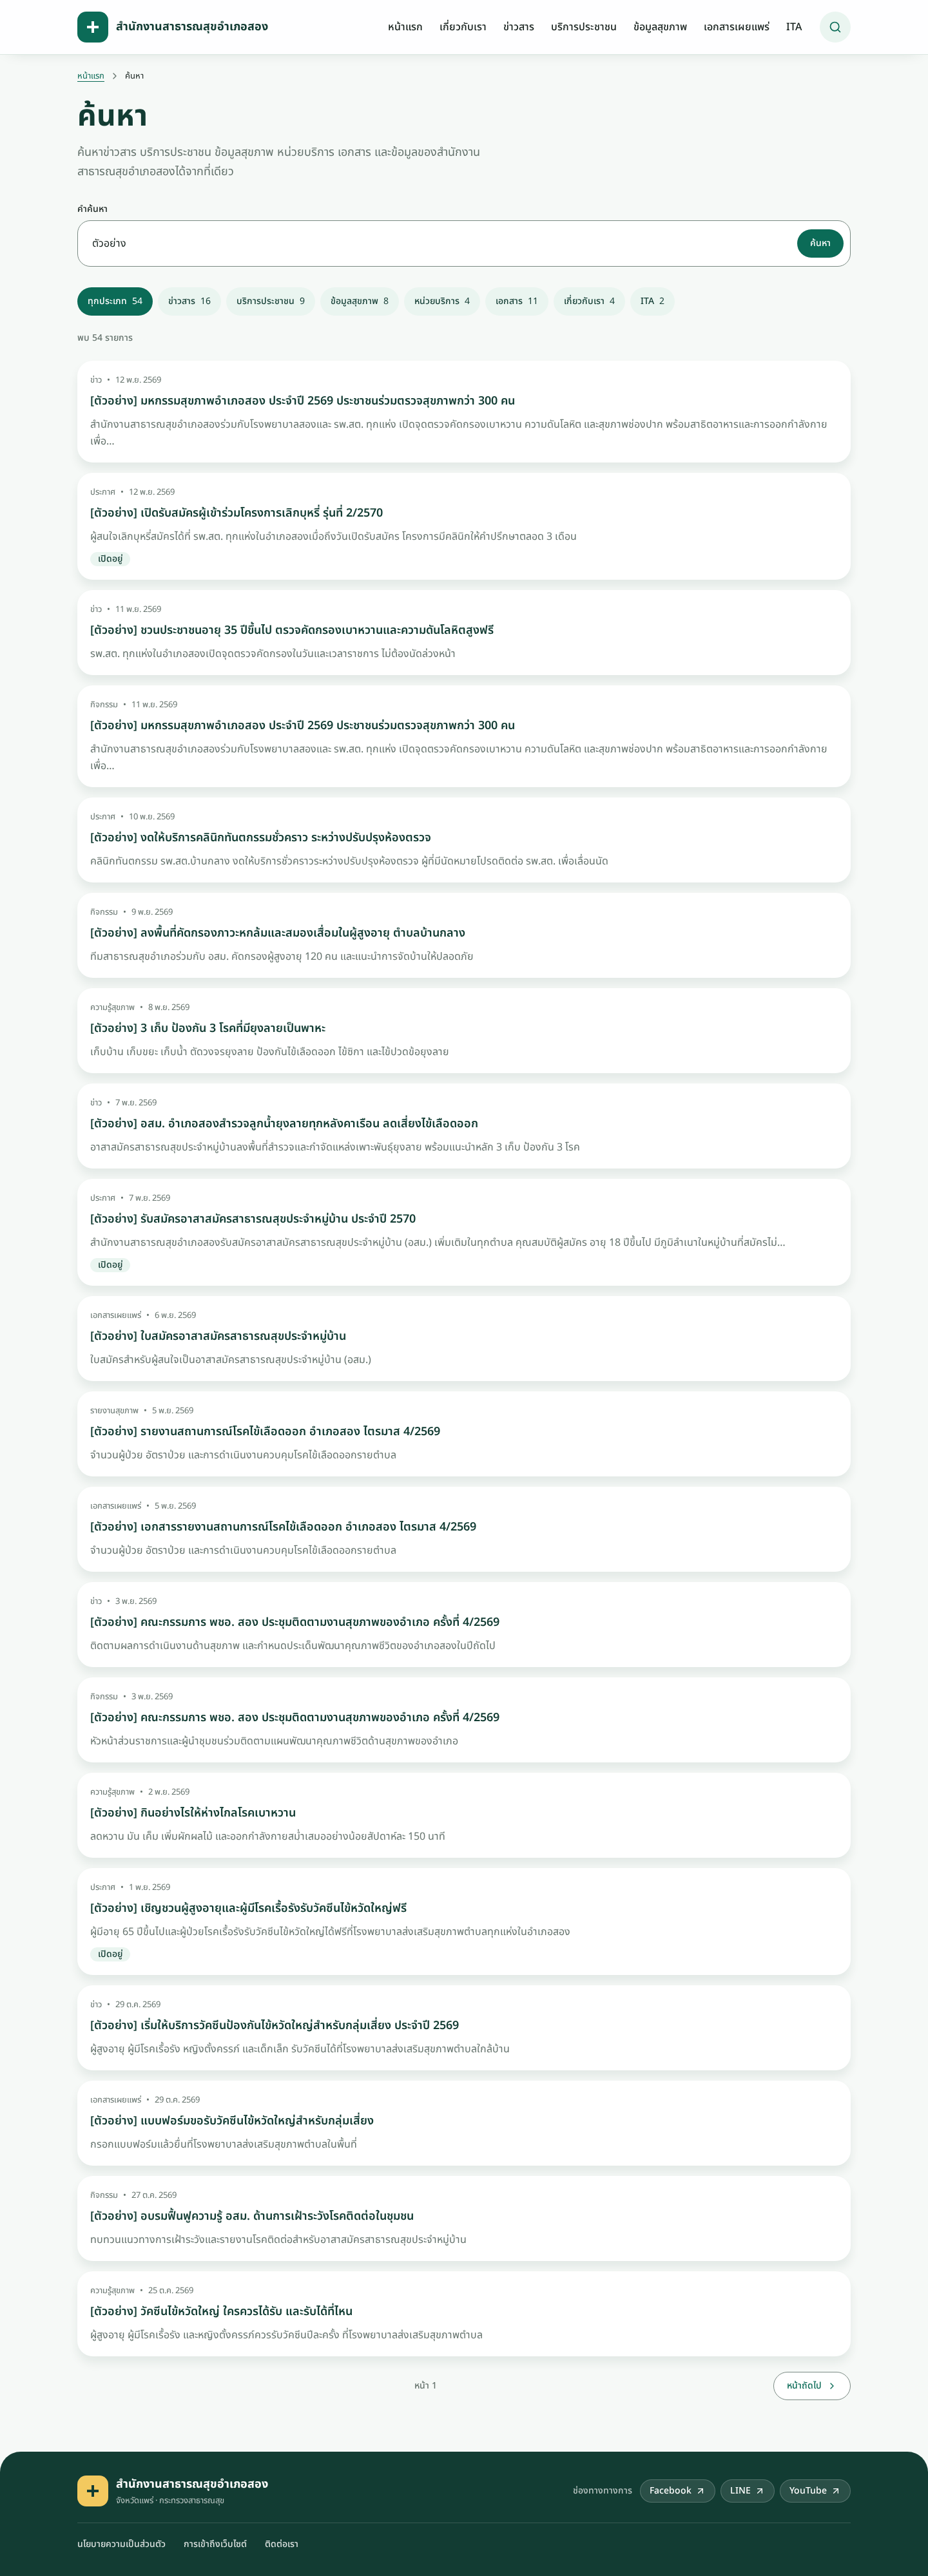 สำนักงานสาธารณสุขอำเภอสอง
หน้าแรก เกี่ยวกับเรา ข่าวสาร บริการประชาชน ข้อมูลสุขภาพ เอกสารเผยแพร่ ITA
หน้าแรก ค้นหา
ค้นหา
ค้นหาข่าวสาร บริการประชาชน ข้อมูลสุขภาพ หน่วยบริการ เอกสาร และข้อมูลของสำนักงาน
สาธารณสุขอำเภอสองได้จากที่เดียว
คำค้นหา
ตัวอย่าง ค้นหา
ทุกประเภท 54 ข่าวสาร 16 บริการประชาชน 9 ข้อมูลสุขภาพ 8 หน่วยบริการ 4 เอกสาร 11 เกี่ยวกับเรา 4 ITA 2
พบ 54 รายการ
ข่าว • 12 พ.ย. 2569
[ตัวอย่าง] มหกรรมสุขภาพอำเภอสอง ประจำปี 2569 ประชาชนร่วมตรวจสุขภาพกว่า 300 คน
สำนักงานสาธารณสุขอำเภอสองร่วมกับโรงพยาบาลสองและ รพ.สต. ทุกแห่ง เปิดจุดตรวจคัดกรองเบาหวาน ความดันโลหิต และสุขภาพช่องปาก พร้อมสาธิตอาหารและการออกกำลังกาย
เพื่อ...
ประกาศ • 12 พ.ย. 2569
[ตัวอย่าง] เปิดรับสมัครผู้เข้าร่วมโครงการเลิกบุหรี่ รุ่นที่ 2/2570
ผู้สนใจเลิกบุหรี่สมัครได้ที่ รพ.สต. ทุกแห่งในอำเภอสองเมื่อถึงวันเปิดรับสมัคร โครงการมีคลินิกให้คำปรึกษาตลอด 3 เดือน
เปิดอยู่
ข่าว • 11 พ.ย. 2569
[ตัวอย่าง] ชวนประชาชนอายุ 35 ปีขึ้นไป ตรวจคัดกรองเบาหวานและความดันโลหิตสูงฟรี
รพ.สต. ทุกแห่งในอำเภอสองเปิดจุดตรวจคัดกรองในวันและเวลาราชการ ไม่ต้องนัดล่วงหน้า
กิจกรรม • 11 พ.ย. 2569
[ตัวอย่าง] มหกรรมสุขภาพอำเภอสอง ประจำปี 2569 ประชาชนร่วมตรวจสุขภาพกว่า 300 คน
สำนักงานสาธารณสุขอำเภอสองร่วมกับโรงพยาบาลสองและ รพ.สต. ทุกแห่ง เปิดจุดตรวจคัดกรองเบาหวาน ความดันโลหิต และสุขภาพช่องปาก พร้อมสาธิตอาหารและการออกกำลังกาย
เพื่อ...
ประกาศ • 10 พ.ย. 2569
[ตัวอย่าง] งดให้บริการคลินิกทันตกรรมชั่วคราว ระหว่างปรับปรุงห้องตรวจ
คลินิกทันตกรรม รพ.สต.บ้านกลาง งดให้บริการชั่วคราวระหว่างปรับปรุงห้องตรวจ ผู้ที่มีนัดหมายโปรดติดต่อ รพ.สต. เพื่อเลื่อนนัด
กิจกรรม • 9 พ.ย. 2569
[ตัวอย่าง] ลงพื้นที่คัดกรองภาวะหกล้มและสมองเสื่อมในผู้สูงอายุ ตำบลบ้านกลาง
ทีมสาธารณสุขอำเภอร่วมกับ อสม. คัดกรองผู้สูงอายุ 120 คน และแนะนำการจัดบ้านให้ปลอดภัย
ความรู้สุขภาพ • 8 พ.ย. 2569
[ตัวอย่าง] 3 เก็บ ป้องกัน 3 โรคที่มียุงลายเป็นพาหะ
เก็บบ้าน เก็บขยะ เก็บน้ำ ตัดวงจรยุงลาย ป้องกันไข้เลือดออก ไข้ซิกา และไข้ปวดข้อยุงลาย
ข่าว • 7 พ.ย. 2569
[ตัวอย่าง] อสม. อำเภอสองสำรวจลูกน้ำยุงลายทุกหลังคาเรือน ลดเสี่ยงไข้เลือดออก
อาสาสมัครสาธารณสุขประจำหมู่บ้านลงพื้นที่สำรวจและกำจัดแหล่งเพาะพันธุ์ยุงลาย พร้อมแนะนำหลัก 3 เก็บ ป้องกัน 3 โรค
ประกาศ • 7 พ.ย. 2569
[ตัวอย่าง] รับสมัครอาสาสมัครสาธารณสุขประจำหมู่บ้าน ประจำปี 2570
สำนักงานสาธารณสุขอำเภอสองรับสมัครอาสาสมัครสาธารณสุขประจำหมู่บ้าน (อสม.) เพิ่มเติมในทุกตำบล คุณสมบัติผู้สมัคร อายุ 18 ปีขึ้นไป มีภูมิลำเนาในหมู่บ้านที่สมัครไม่...
เปิดอยู่
เอกสารเผยแพร่ • 6 พ.ย. 2569
[ตัวอย่าง] ใบสมัครอาสาสมัครสาธารณสุขประจำหมู่บ้าน
ใบสมัครสำหรับผู้สนใจเป็นอาสาสมัครสาธารณสุขประจำหมู่บ้าน (อสม.)
รายงานสุขภาพ • 5 พ.ย. 2569
[ตัวอย่าง] รายงานสถานการณ์โรคไข้เลือดออก อำเภอสอง ไตรมาส 4/2569
จำนวนผู้ป่วย อัตราป่วย และการดำเนินงานควบคุมโรคไข้เลือดออกรายตำบล
เอกสารเผยแพร่ • 5 พ.ย. 2569
[ตัวอย่าง] เอกสารรายงานสถานการณ์โรคไข้เลือดออก อำเภอสอง ไตรมาส 4/2569
จำนวนผู้ป่วย อัตราป่วย และการดำเนินงานควบคุมโรคไข้เลือดออกรายตำบล
ข่าว • 3 พ.ย. 2569
[ตัวอย่าง] คณะกรรมการ พชอ. สอง ประชุมติดตามงานสุขภาพของอำเภอ ครั้งที่ 4/2569
ติดตามผลการดำเนินงานด้านสุขภาพ และกำหนดประเด็นพัฒนาคุณภาพชีวิตของอำเภอสองในปีถัดไป
กิจกรรม • 3 พ.ย. 2569
[ตัวอย่าง] คณะกรรมการ พชอ. สอง ประชุมติดตามงานสุขภาพของอำเภอ ครั้งที่ 4/2569
หัวหน้าส่วนราชการและผู้นำชุมชนร่วมติดตามแผนพัฒนาคุณภาพชีวิตด้านสุขภาพของอำเภอ
ความรู้สุขภาพ • 2 พ.ย. 2569
[ตัวอย่าง] กินอย่างไรให้ห่างไกลโรคเบาหวาน
ลดหวาน มัน เค็ม เพิ่มผักผลไม้ และออกกำลังกายสม่ำเสมออย่างน้อยสัปดาห์ละ 150 นาที
ประกาศ • 1 พ.ย. 2569
[ตัวอย่าง] เชิญชวนผู้สูงอายุและผู้มีโรคเรื้อรังรับวัคซีนไข้หวัดใหญ่ฟรี
ผู้มีอายุ 65 ปีขึ้นไปและผู้ป่วยโรคเรื้อรังรับวัคซีนไข้หวัดใหญ่ได้ฟรีที่โรงพยาบาลส่งเสริมสุขภาพตำบลทุกแห่งในอำเภอสอง
เปิดอยู่
ข่าว • 29 ต.ค. 2569
[ตัวอย่าง] เริ่มให้บริการวัคซีนป้องกันไข้หวัดใหญ่สำหรับกลุ่มเสี่ยง ประจำปี 2569
ผู้สูงอายุ ผู้มีโรคเรื้อรัง หญิงตั้งครรภ์ และเด็กเล็ก รับวัคซีนได้ที่โรงพยาบาลส่งเสริมสุขภาพตำบลใกล้บ้าน
เอกสารเผยแพร่ • 29 ต.ค. 2569
[ตัวอย่าง] แบบฟอร์มขอรับวัคซีนไข้หวัดใหญ่สำหรับกลุ่มเสี่ยง
กรอกแบบฟอร์มแล้วยื่นที่โรงพยาบาลส่งเสริมสุขภาพตำบลในพื้นที่
กิจกรรม • 27 ต.ค. 2569
[ตัวอย่าง] อบรมฟื้นฟูความรู้ อสม. ด้านการเฝ้าระวังโรคติดต่อในชุมชน
ทบทวนแนวทางการเฝ้าระวังและรายงานโรคติดต่อสำหรับอาสาสมัครสาธารณสุขประจำหมู่บ้าน
ความรู้สุขภาพ • 25 ต.ค. 2569
[ตัวอย่าง] วัคซีนไข้หวัดใหญ่ ใครควรได้รับ และรับได้ที่ไหน
ผู้สูงอายุ ผู้มีโรคเรื้อรัง และหญิงตั้งครรภ์ควรรับวัคซีนปีละครั้ง ที่โรงพยาบาลส่งเสริมสุขภาพตำบล
หน้า 1 หน้าถัดไป
สำนักงานสาธารณสุขอำเภอสอง
จังหวัดแพร่ · กระทรวงสาธารณสุข
ช่องทางทางการ Facebook LINE YouTube
นโยบายความเป็นส่วนตัว การเข้าถึงเว็บไซต์ ติดต่อเรา